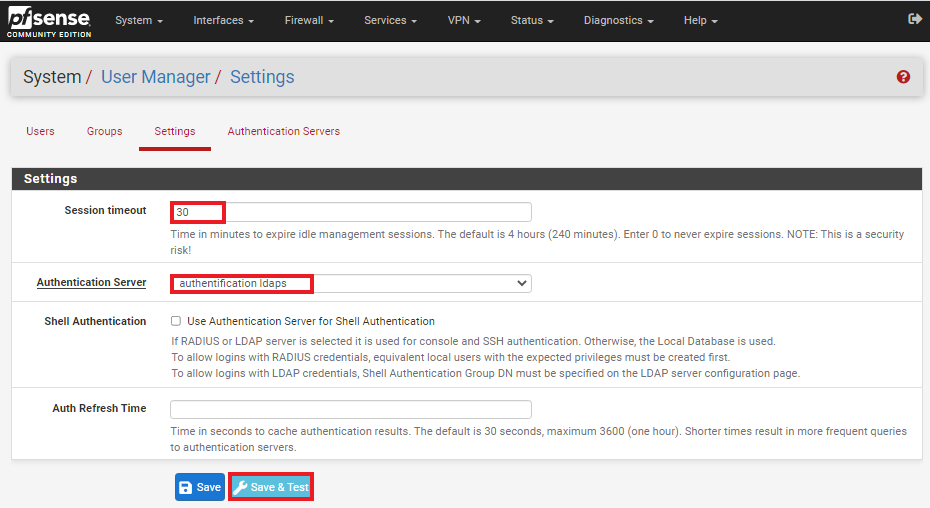 pfsense
COMMUNITY EDITION
System Interfaces Firewall Services VPN Status Diagnostics Help
System / User Manager / Settings
Users Groups Settings Authentication Servers
Settings
Session timeout
30
Time in minutes to expire idle management sessions. The default is 4 hours (240 minutes). Enter 0 to never expire sessions. NOTE: This is a security
risk!
Authentication Server
authentification ldaps
Shell Authentication
Use Authentication Server for Shell Authentication
If RADIUS or LDAP server is selected it is used for console and SSH authentication. Otherwise, the Local Database is used.
To allow logins with RADIUS credentials, equivalent local users with the expected privileges must be created first.
To allow logins with LDAP credentials, Shell Authentication Group DN must be specified on the LDAP server configuration page.
Auth Refresh Time
Time in seconds to cache authentication results. The default is 30 seconds, maximum 3600 (one hour). Shorter times result in more frequent queries
to authentication servers.
Save Save & Test